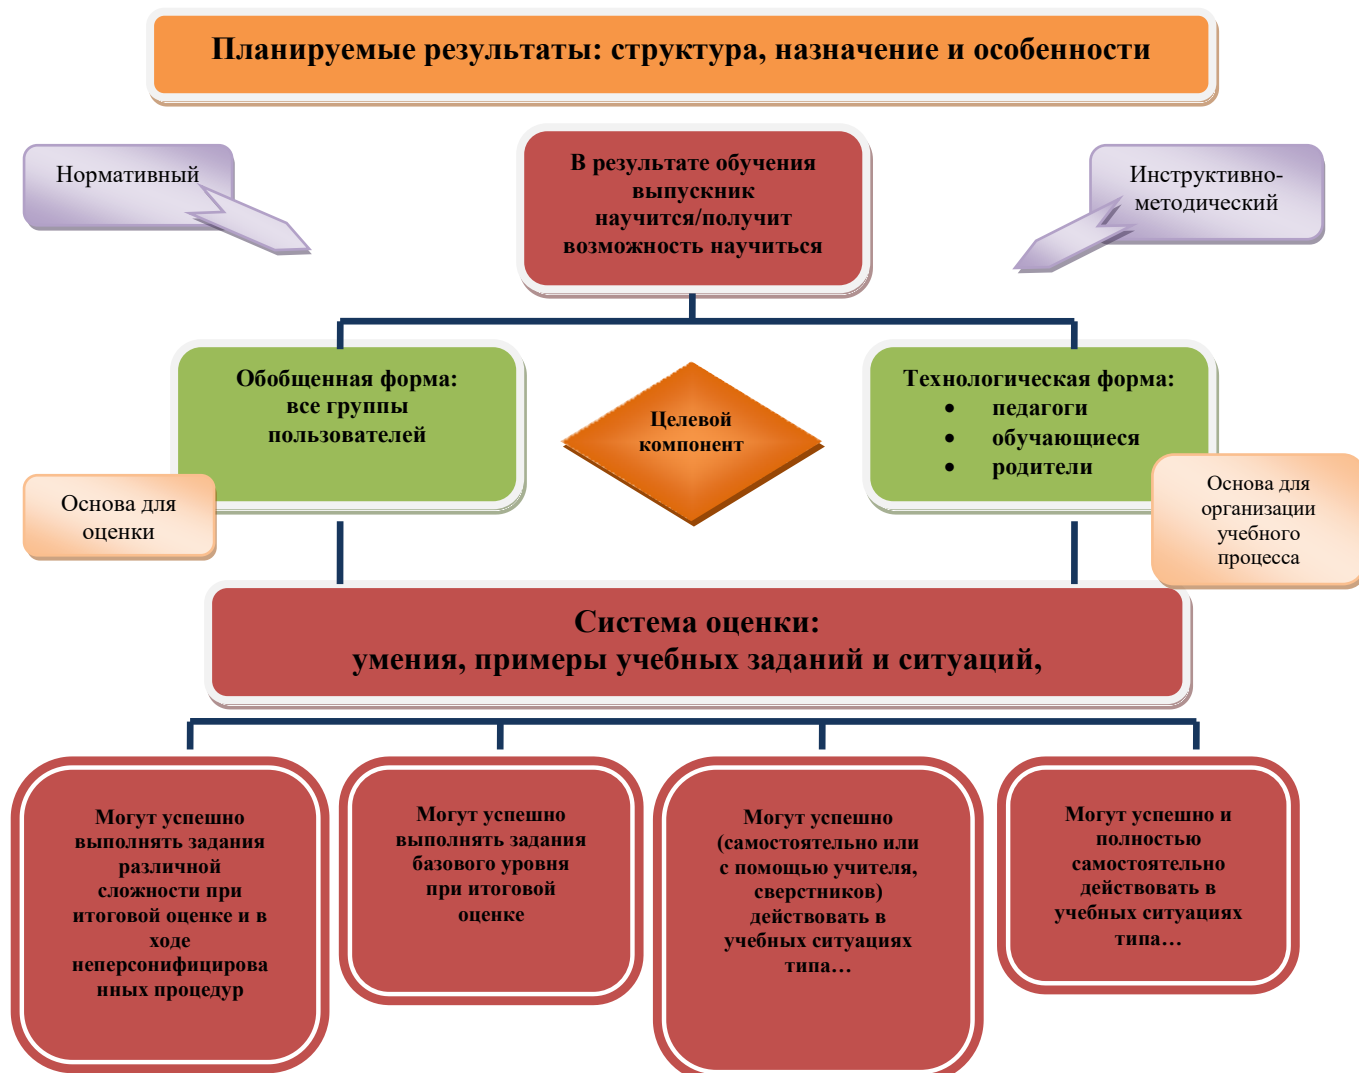 Планируемые результаты: структура, назначение и особенности
Нормативный
В результате обучения
выпускник
научится/получит
возможность научиться
Инструктивно-
методический
Обобщенная форма:
все группы
пользователей
Целевой
компонент
Технологическая форма:
• педагоги
• обучающиеся
• родители
Основа для
оценки
Основа для
организации
учебного
процесса
Система оценки:
умения, примеры учебных заданий и ситуаций,
Могут успешно
выполнять задания
различной
сложности при
итоговой оценке и в
ходе
неперсонифицирова
нных процедур
Могут успешно
выполнять задания
базового уровня
при итоговой
оценке
Могут успешно
(самостоятельно или
с помощью учителя,
сверстников)
действовать в
учебных ситуациях
типа…
Могут успешно и
полностью
самостоятельно
действовать в
учебных ситуациях
типа…